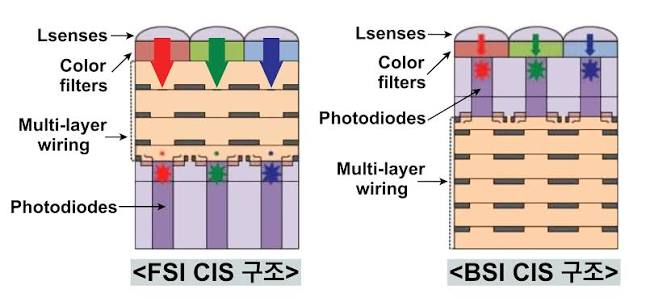 Lsenses
Color
filters
Multi-layer
wiring
Photodiodes
<FSI CIS 구조>
Lsenses
Color
filters
Photodiodes
Multi-layer
wiring
<BSI CIS 구조>